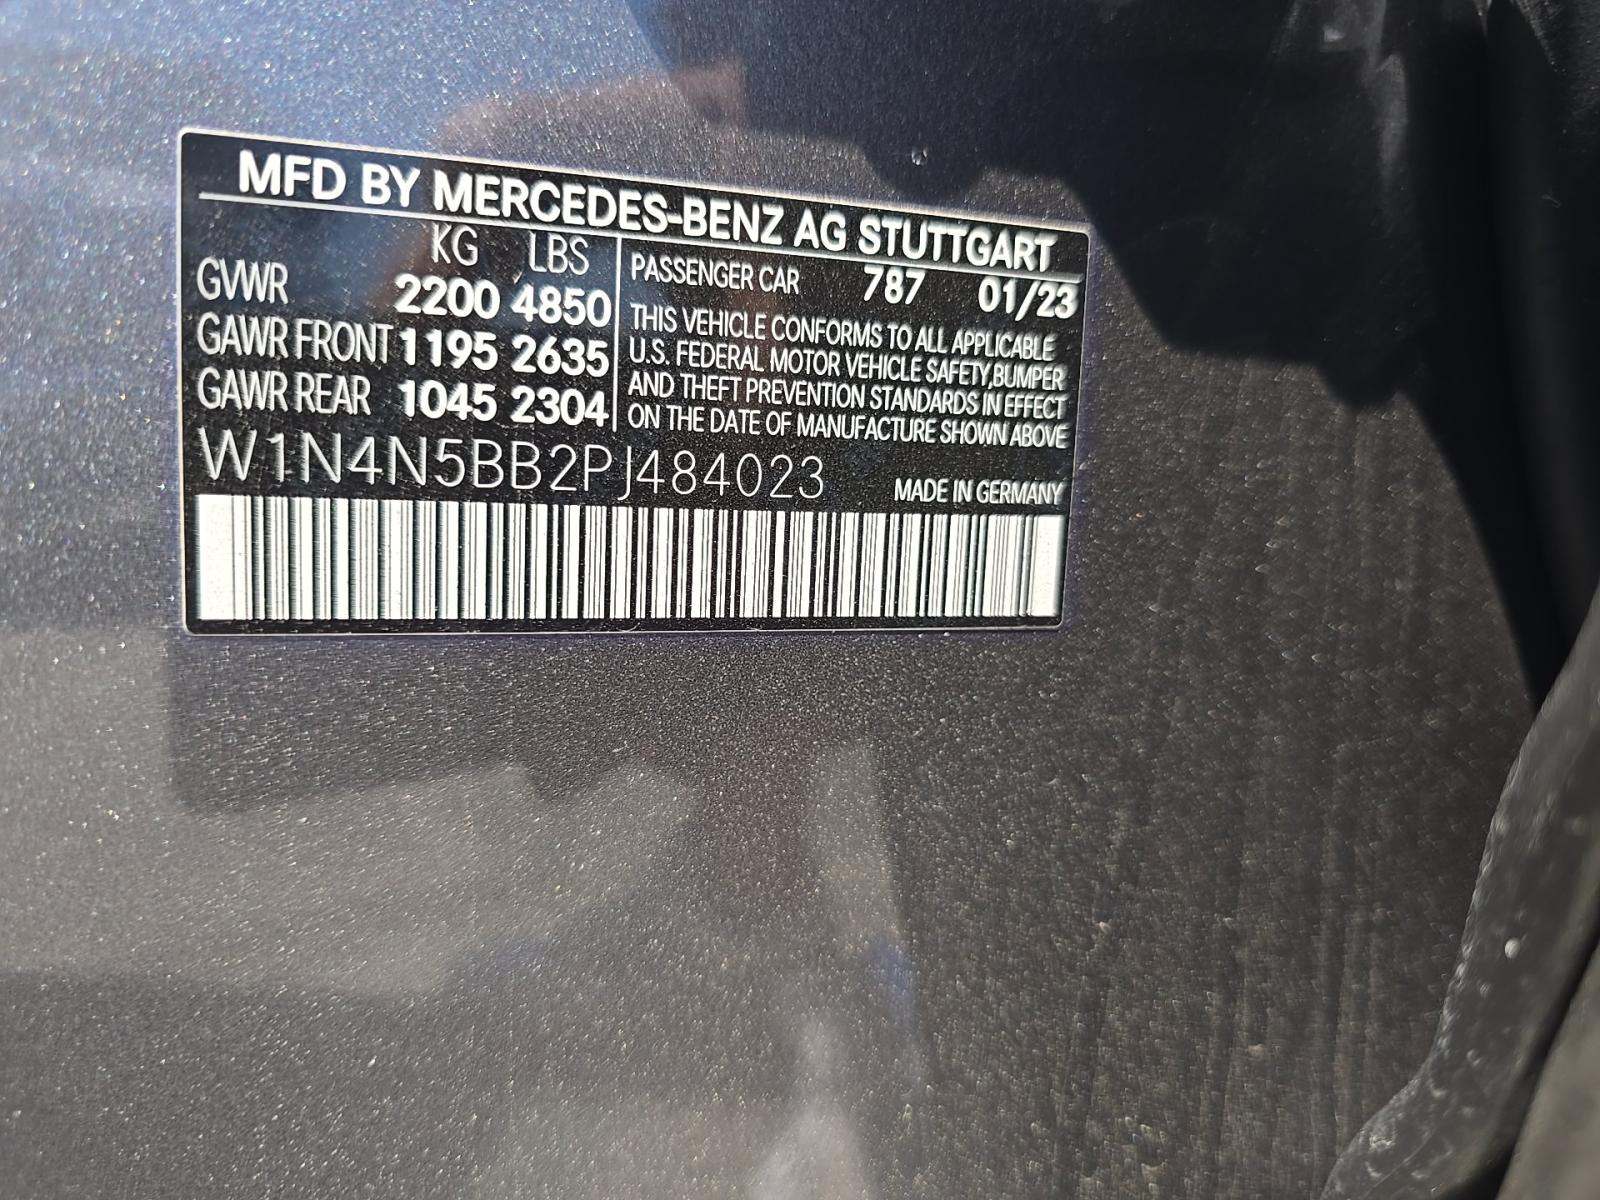 MFD BY MERCEDES-BENZ AG STUTTGART
KG LBS
GVWR 2200 4850
GAWR FRONT 1195 2635
GAWR REAR 1045 2304
PASSENGER CAR 787 01/23
THIS VEHICLE CONFORMS TO ALL APPLICABLE
U.S. FEDERAL MOTOR VEHICLE SAFETY,BUMPER
AND THEFT PREVENTION STANDARDS IN EFFECT
ON THE DATE OF MANUFACTURE SHOWN ABOVE
W1N4N5BB2PJ484023
MADE IN GERMANY